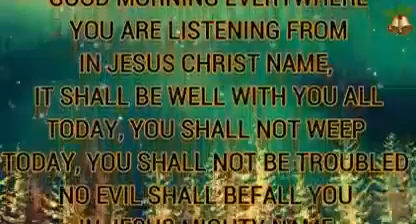 GOOD MORNING EVERYWHERE
YOU ARE LISTENING FROM
IN JESUS CHRIST NAME,
IT SHALL BE WELL WITH YOU ALL
TODAY, YOU SHALL NOT WEEP
TODAY, YOU SHALL NOT BE TROUBLED
NO EVIL SHALL BEFALL YOU
IN JESUS MIGHTY NAME